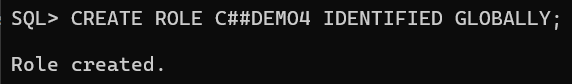 SQL> CREATE ROLE C##DEMO4 IDENTIFIED GLOBALLY;
Role created.